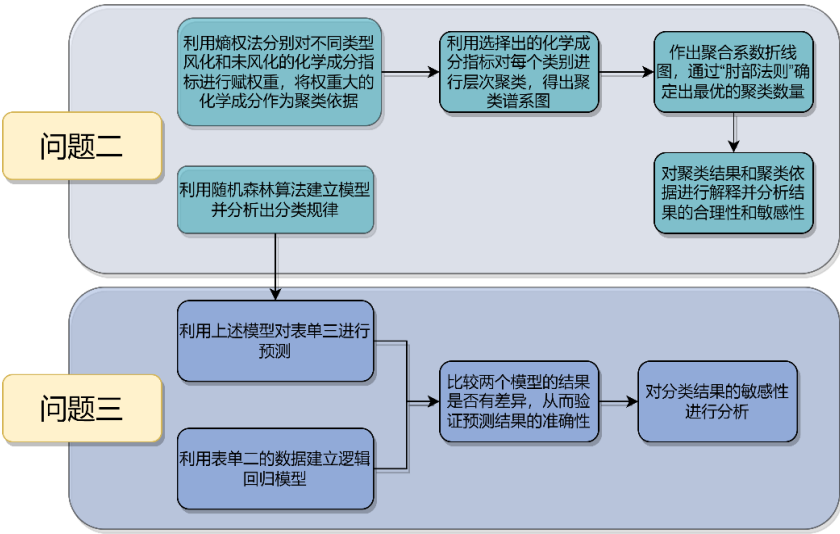 问题二
利用熵权法分别对不同类型
风化和未风化的化学成分指
标进行赋权重，将权重大的
化学成分作为聚类依据
利用选择出的化学成
分指标对每个类别进
行层次聚类，得出聚
类谱系图
作出聚合系数折线
图，通过“肘部法则”确
定出最优的聚类数量
对聚类结果和聚类依
据进行解释并分析结
果的合理性和敏感性
利用随机森林算法建立模型
并分析出分类规律
问题三
利用上述模型对表单三进行
预测
利用表单二的数据建立逻辑
回归模型
比较两个模型的结果
是否有差异，从而验
证预测结果的准确性
对分类结果的敏感性
进行分析